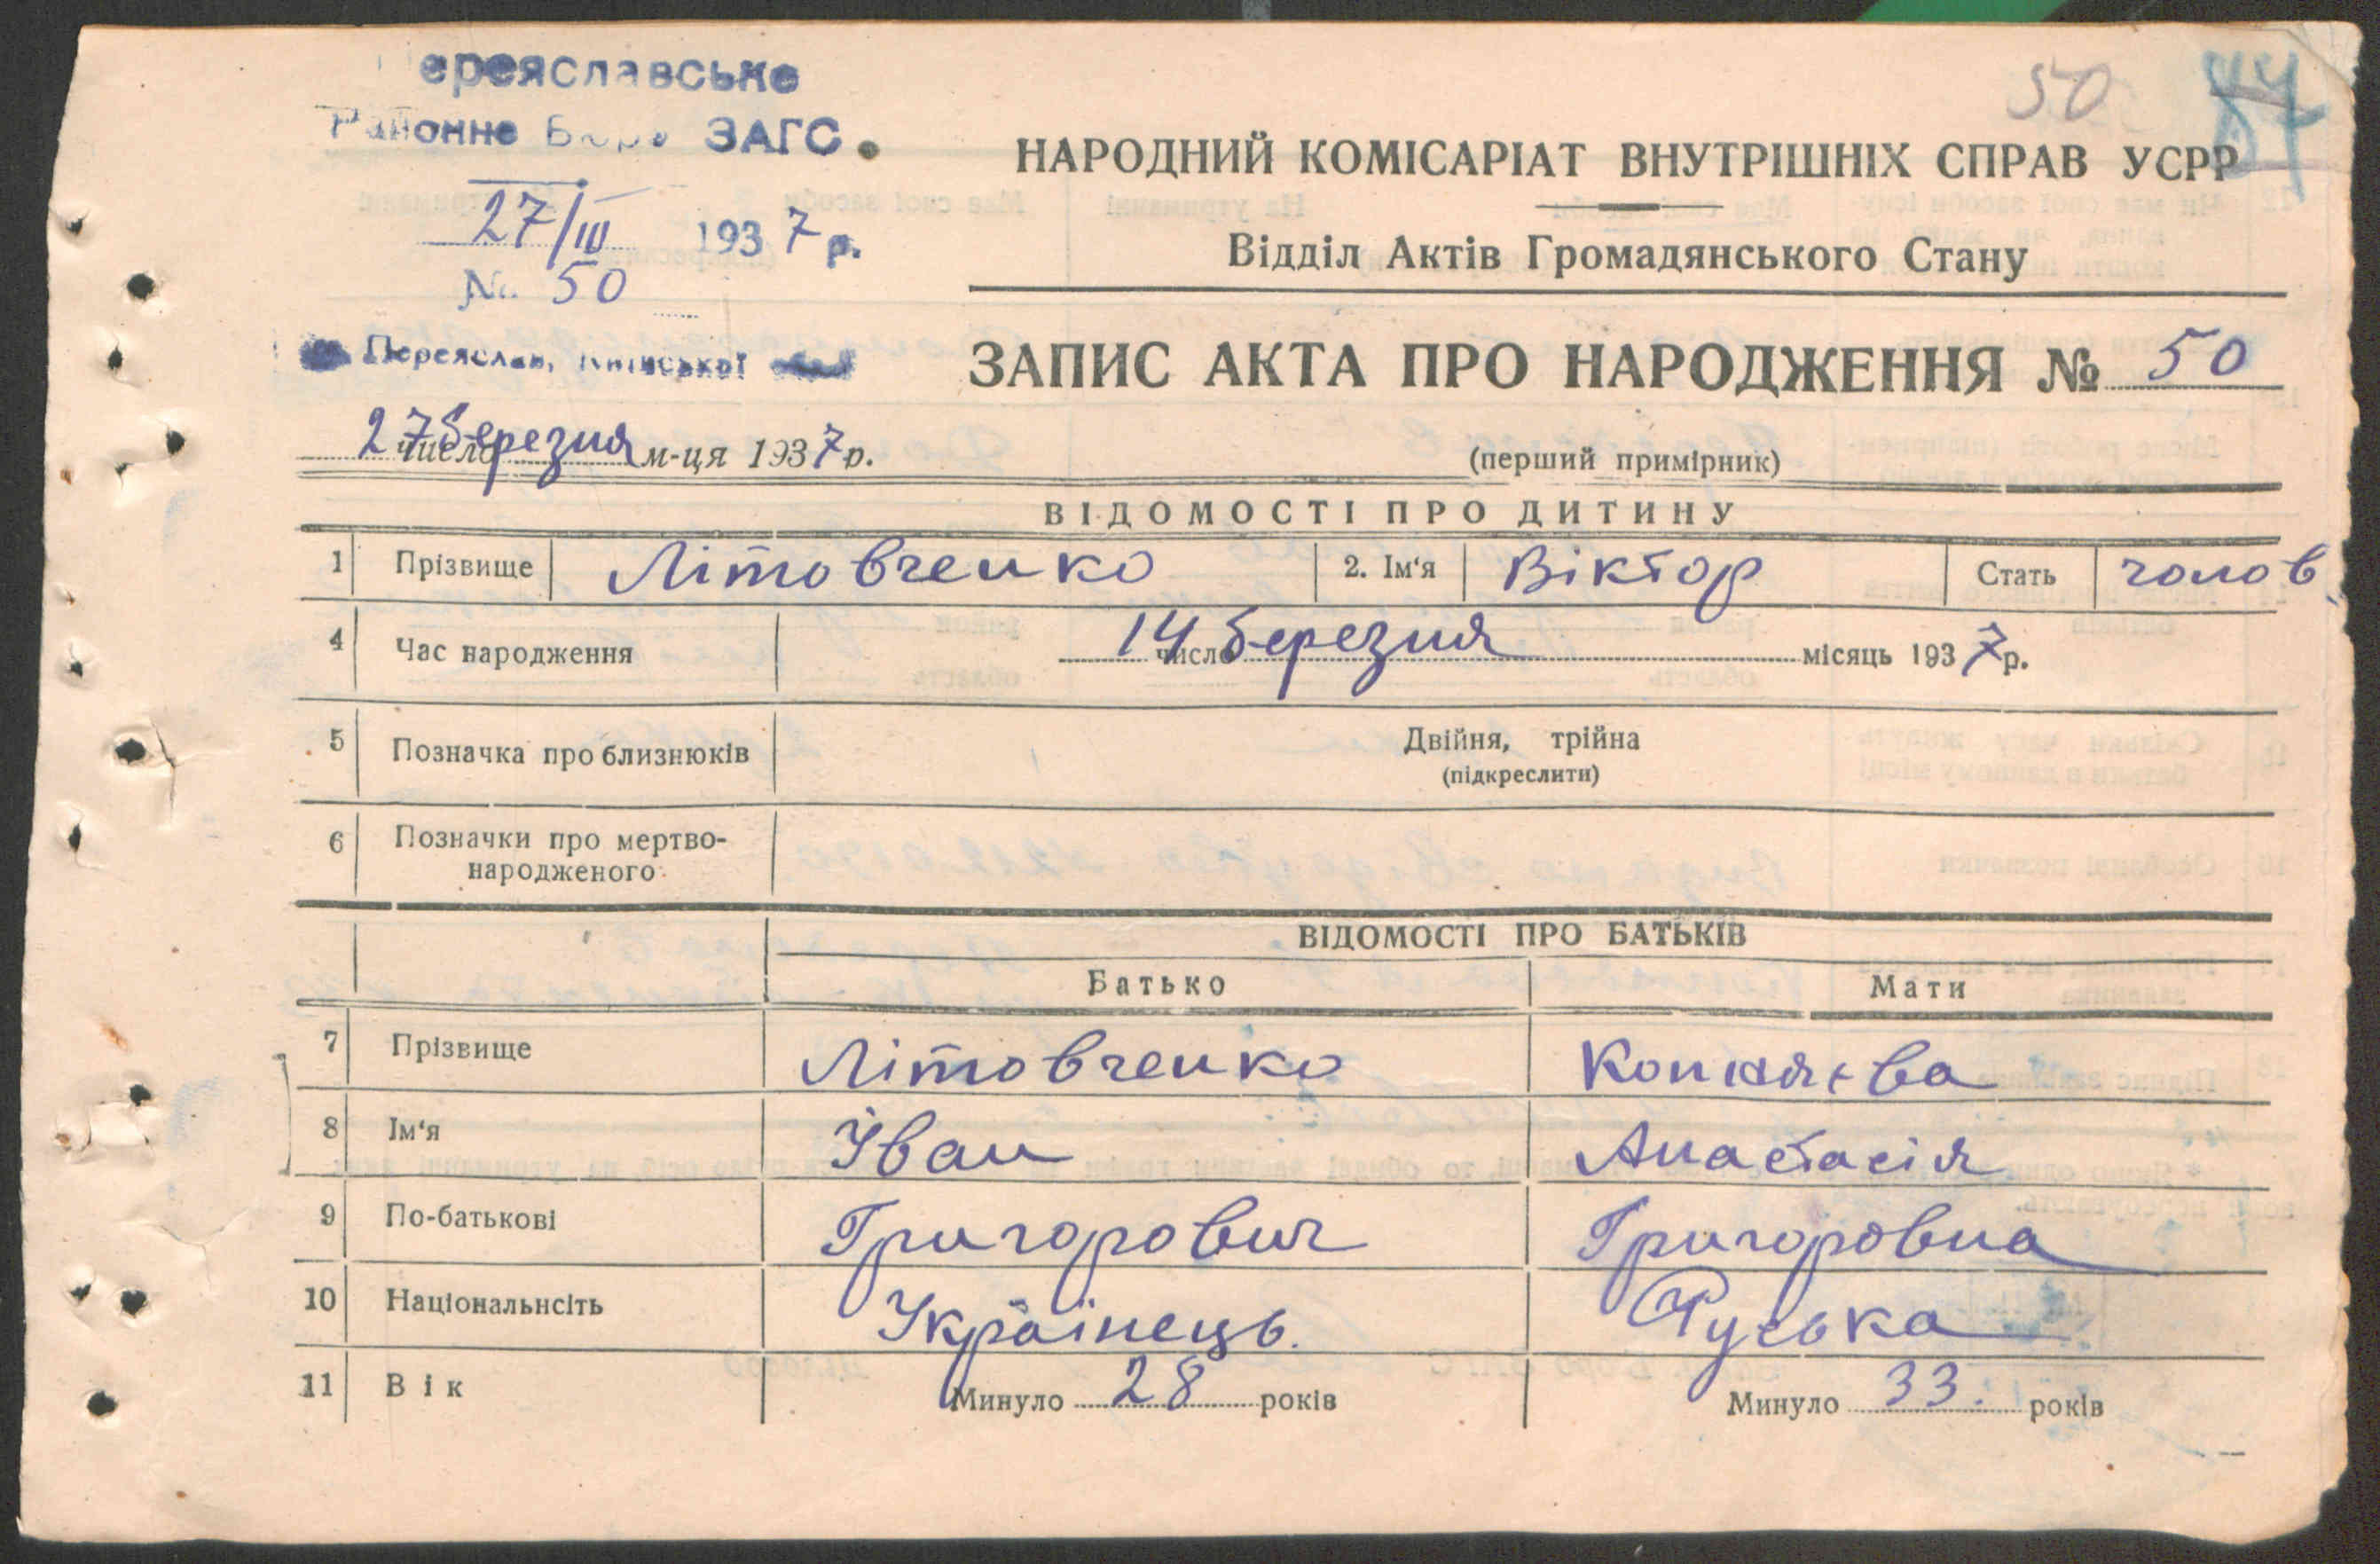 ереяславське
50 87
Районне Бюро ЗАГС.
НАРОДНИЙ КОМІСАРІАТ ВНУТРІШНІХ СПРАВ УСРР
27/III 1937 р.
Відділ Актів Громадянського Стану
№ 50
Переяслав, Київської
ЗАПИС АКТА ПРО НАРОДЖЕННЯ № 50
27 число березня м-ця 1937 р.
(перший примірник)
ВІДОМОСТІ ПРО ДИТИНУ
1 Прізвище Літовченко 2. Ім'я Віктор Стать чолов
4 Час народження 14 число березня місяць 1937 р.
5 Позначка про близнюків Двійня, трійна
(підкреслити)
6 Позначки про мертво-
народженого
ВІДОМОСТІ ПРО БАТЬКІВ
Батько Мати
7 Прізвище Літовченко
8 Ім'я Іван Анастасія
9 По-батькові Григорович Григоровна
10 Національнсіть Українець. Руська
11 Вік Минуло 28 років Минуло 33. років